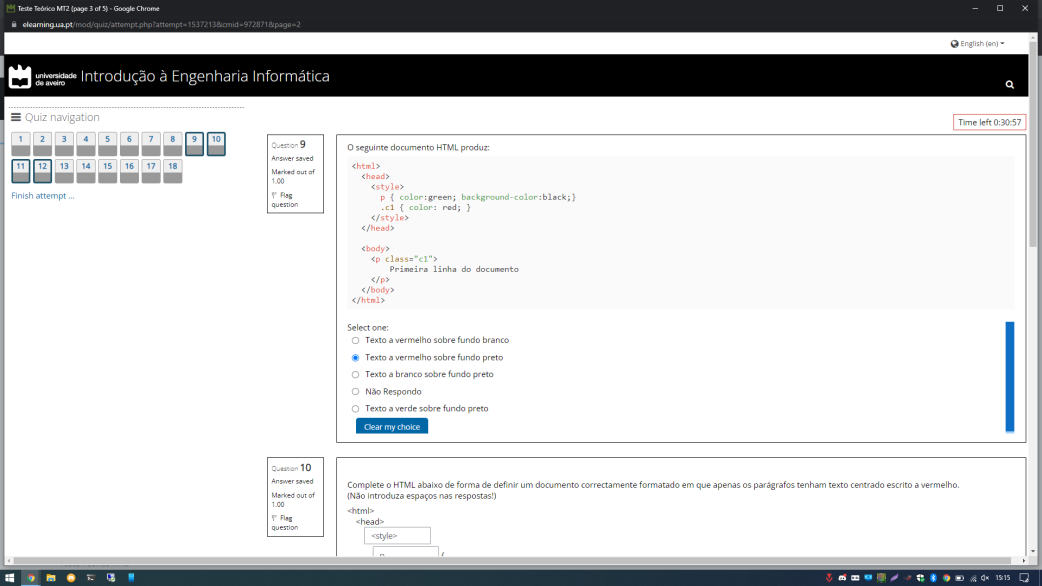 Teste Teórico MT2 (page 3 of 5) - Google Chrome
elearning.ua.pt/mod/quiz/attempt.php?attempt=1537213&cmid=972871&page=2
English (en)
universidade de aveiro
Introdução à Engenharia Informática
Quiz navigation
1 2 3 4 5 6 7 8 9 10
11 12 13 14 15 16 17 18
Finish attempt ...
Time left 0:30:57
Question 9
Answer saved
Marked out of
1.00
Flag
question
O seguinte documento HTML produz:
<html>
<head>
<style>
p { color:green; background-color:black;}
.c1 { color: red; }
</style>
</head>
<body>
<p class="c1">
Primeira linha do documento
</p>
</body>
</html>
Select one:
Texto a vermelho sobre fundo branco
Texto a vermelho sobre fundo preto
Texto a branco sobre fundo preto
Não Respondo
Texto a verde sobre fundo preto
Clear my choice
Question 10
Answer saved
Marked out of
1.00
Flag
question
Complete o HTML abaixo de forma de definir um documento correctamente formatado em que apenas os parágrafos tenham texto centrado escrito a vermelho.
(Não introduza espaços nas respostas!)
<html>
<head>
<style>
15:15